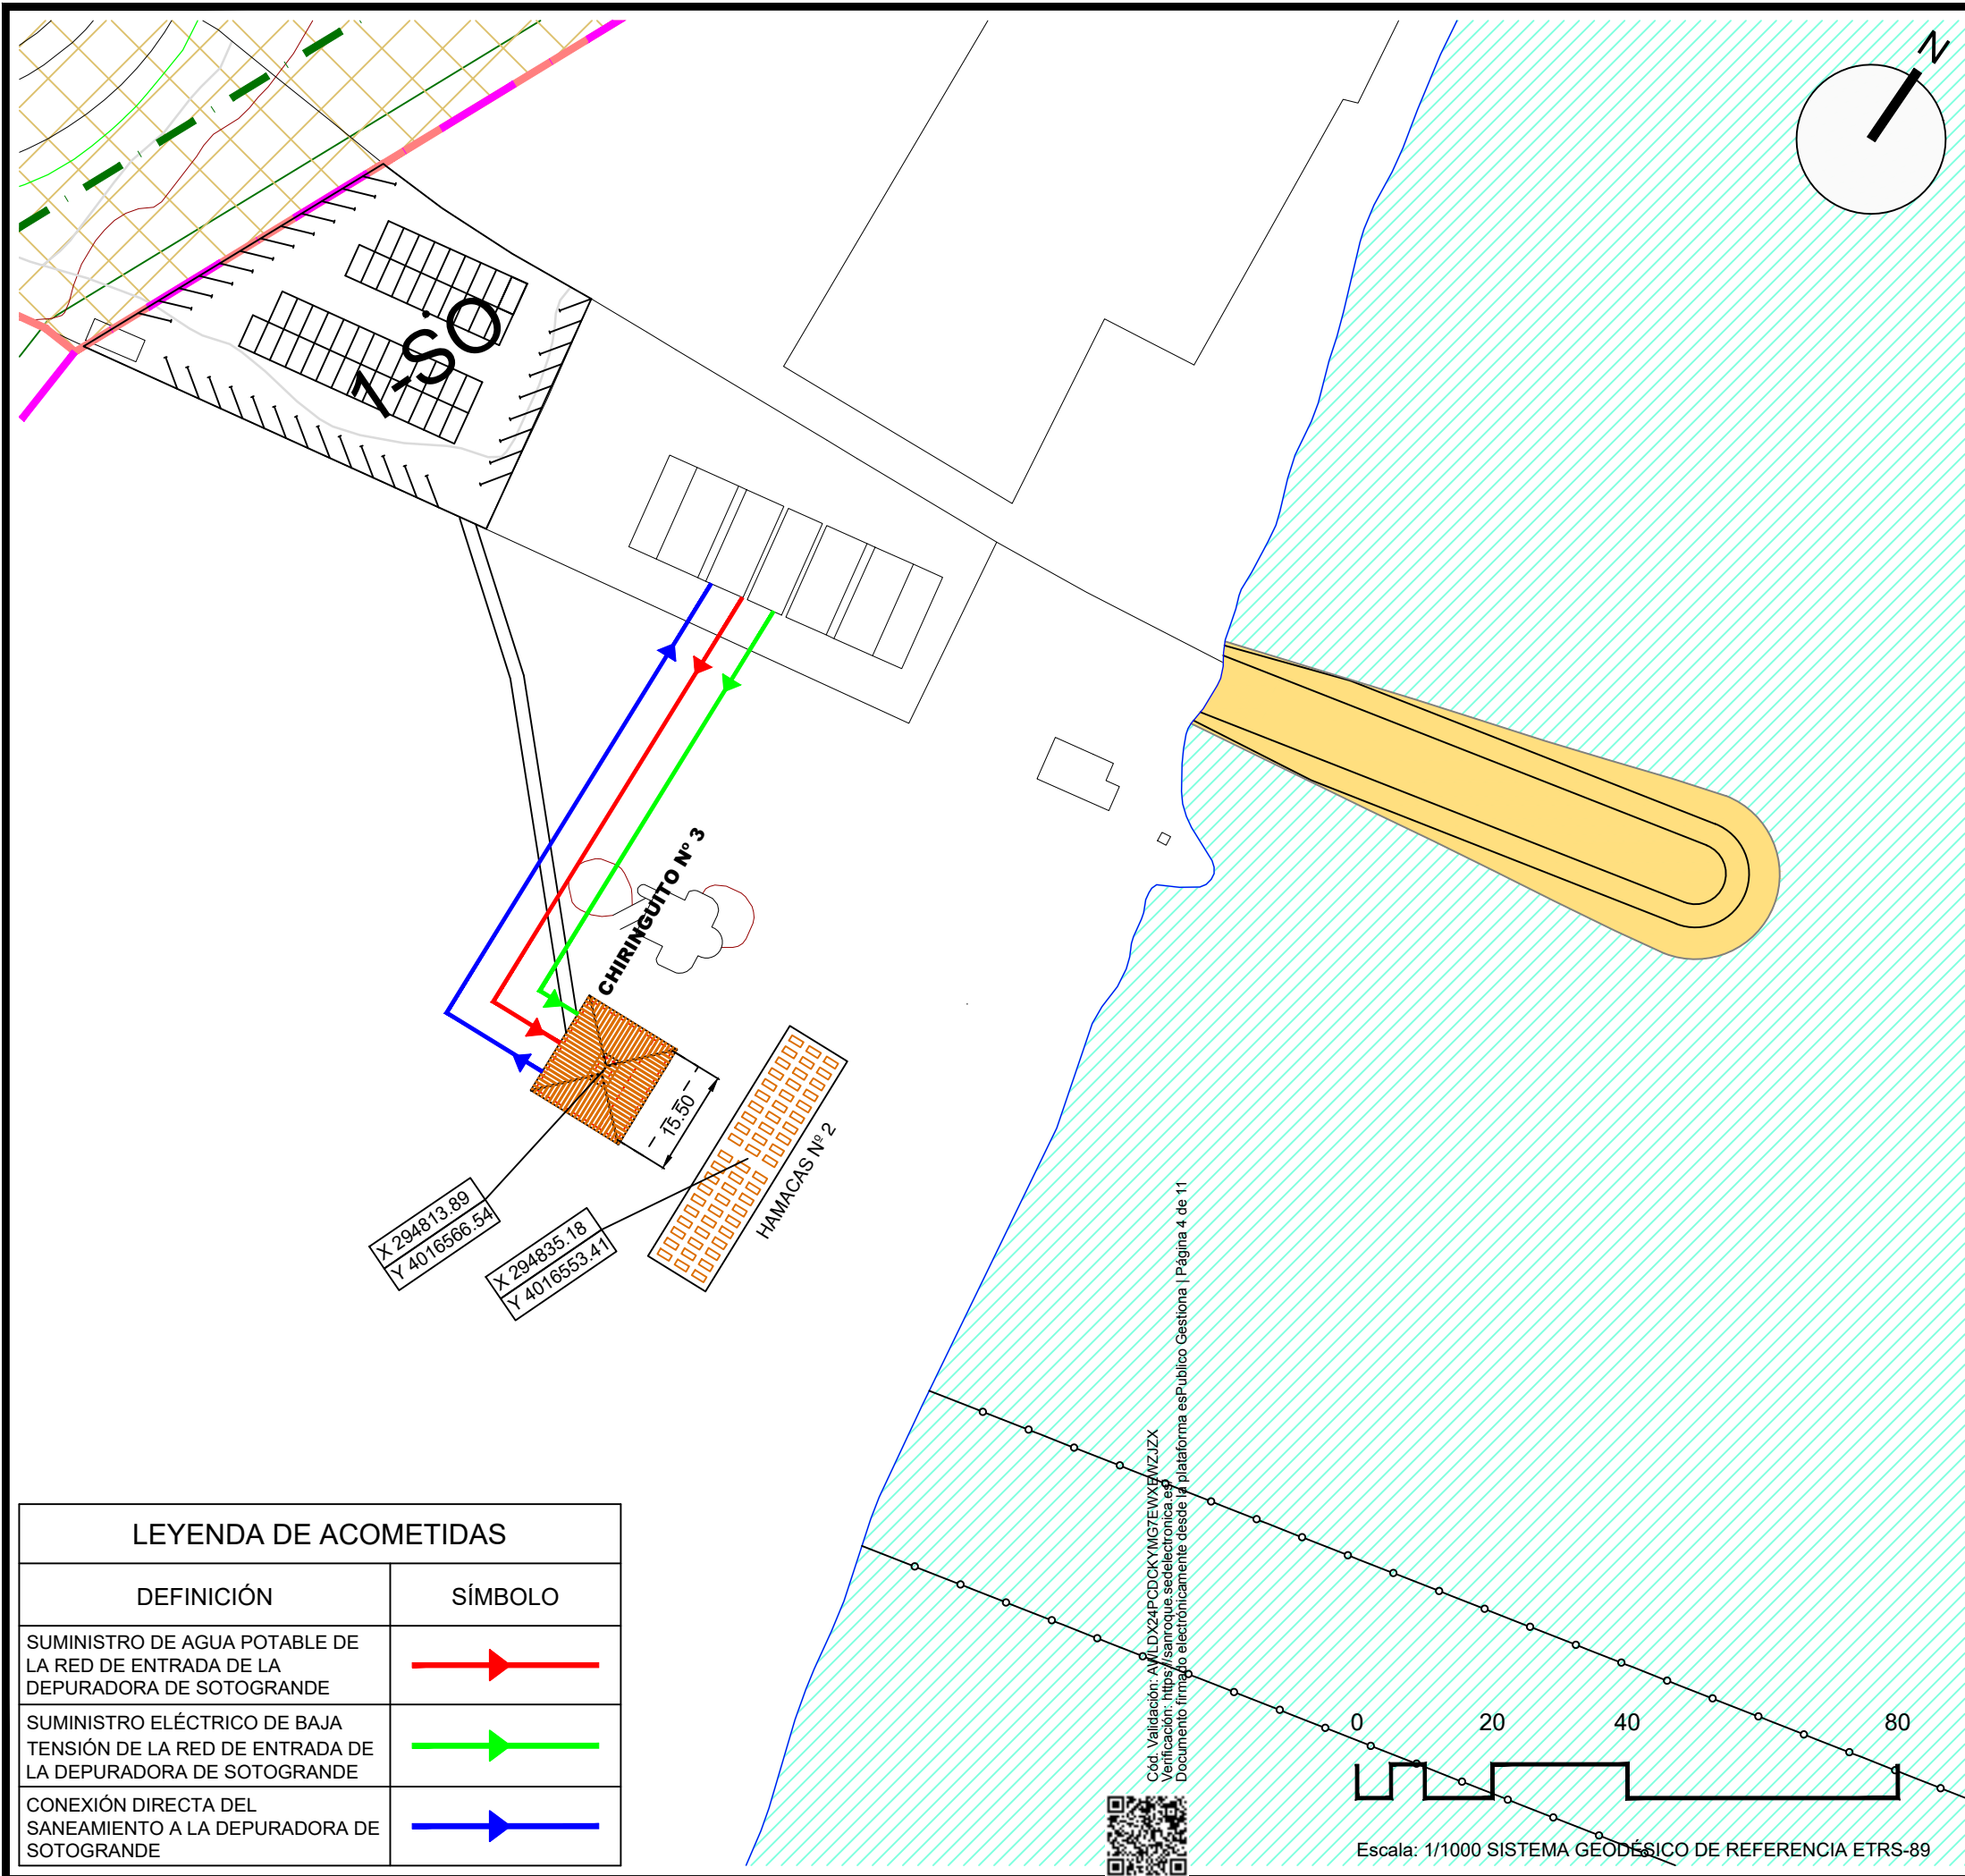 N
1-SO
CHIRINGUITO Nº 3
15.50
HAMACAS Nº 2
X 294813.89
Y 4016566.54
X 294835.18
Y 4016553.41
LEYENDA DE ACOMETIDAS
DEFINICIÓN
SÍMBOLO
SUMINISTRO DE AGUA POTABLE DE
LA RED DE ENTRADA DE LA
DEPURADORA DE SOTOGRANDE
SUMINISTRO ELÉCTRICO DE BAJA
TENSIÓN DE LA RED DE ENTRADA DE
LA DEPURADORA DE SOTOGRANDE
CONEXIÓN DIRECTA DEL
SANEAMIENTO A LA DEPURADORA DE
SOTOGRANDE
Cód. Validación: AWLDX24PCDCKYMG7EWXEWZJZX
Verificación: https://sanroque.sedelectronica.es/
Documento firmado electrónicamente desde la plataforma esPublico Gestiona | Página 4 de 11
0 20 40 80
Escala: 1/1000 SISTEMA GEODÉSICO DE REFERENCIA ETRS-89